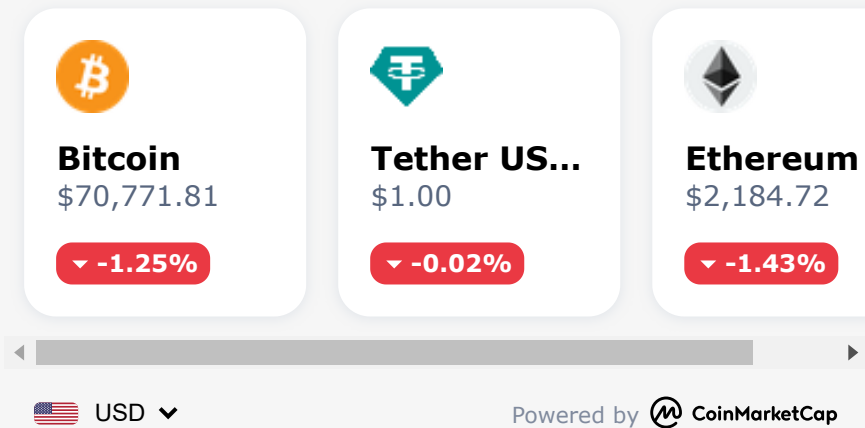 Bitcoin
$70,771.81
-1.25%
Tether US...
$1.00
-0.02%
Ethereum
$2,184.72
-1.43%
USD
Powered by CoinMarketCap